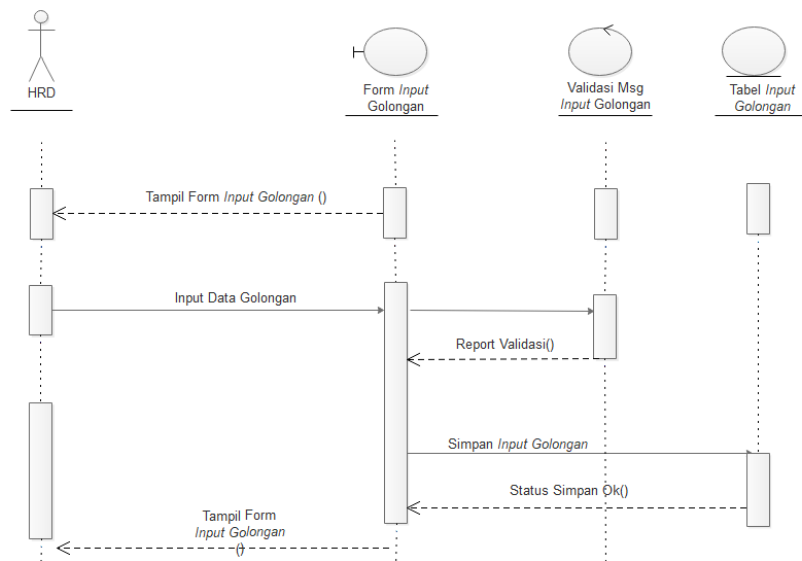 HRD
Form Input
Golongan
Validasi Msg
Input Golongan
Tabel Input
Golongan
Tampil Form Input Golongan ()
Input Data Golongan
Report Validasi()
Simpan Input Golongan
Status Simpan Ok()
Tampil Form
Input Golongan
()